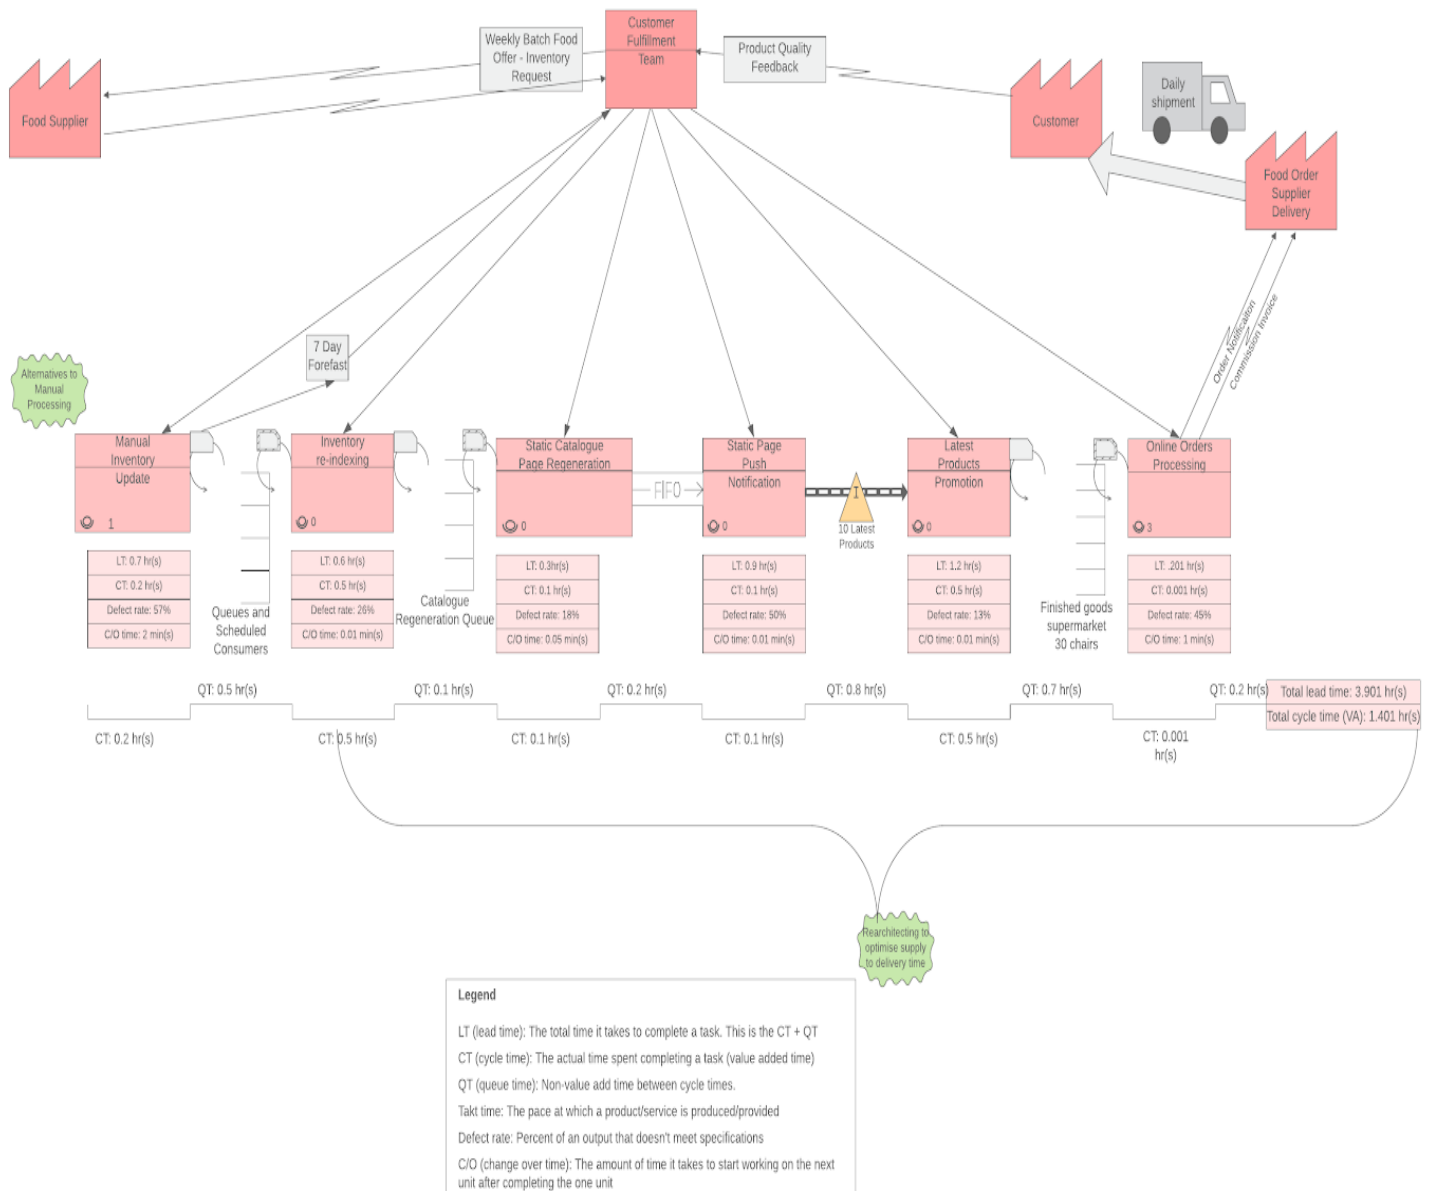 Customer
Fulfillment
Team
Weekly Batch Food
Offer - Inventory
Request
Product Quality
Feedback
Food Supplier
Customer
Daily
shipment
Food Order
Supplier
Delivery
Order Notificaiton
Commission Invoice
7 Day
Forefast
Alternatives to
Manual
Processing
Manual
Inventory
Update
1
Inventory
re-indexing
0
Static Catalogue
Page Regeneration
0
FIFO
Static Page
Push
Notification
0
I
10 Latest
Products
Latest
Products
Promotion
0
Online Orders
Processing
3
LT: 0.7 hr(s)
CT: 0.2 hr(s)
Defect rate: 57%
C/O time: 2 min(s)
Queues and
Scheduled
Consumers
LT: 0.6 hr(s)
CT: 0.5 hr(s)
Defect rate: 26%
C/O time: 0.01 min(s)
Catalogue
Regeneration Queue
LT: 0.3hr(s)
CT: 0.1 hr(s)
Defect rate: 18%
C/O time: 0.05 min(s)
LT: 0.9 hr(s)
CT: 0.1 hr(s)
Defect rate: 50%
C/O time: 0.01 min(s)
LT: 1.2 hr(s)
CT: 0.5 hr(s)
Defect rate: 13%
C/O time: 0.01 min(s)
Finished goods
supermarket
30 chairs
LT: .201 hr(s)
CT: 0.001 hr(s)
Defect rate: 45%
C/O time: 1 min(s)
QT: 0.5 hr(s)
QT: 0.1 hr(s)
QT: 0.2 hr(s)
QT: 0.8 hr(s)
QT: 0.7 hr(s)
QT: 0.2 hr(s)
Total lead time: 3.901 hr(s)
Total cycle time (VA): 1.401 hr(s)
CT: 0.2 hr(s)
CT: 0.5 hr(s)
CT: 0.1 hr(s)
CT: 0.1 hr(s)
CT: 0.5 hr(s)
CT: 0.001
hr(s)
Rearchitecting to
optimise supply
to delivery time
Legend
LT (lead time): The total time it takes to complete a task. This is the CT + QT
CT (cycle time): The actual time spent completing a task (value added time)
QT (queue time): Non-value add time between cycle times.
Takt time: The pace at which a product/service is produced/provided
Defect rate: Percent of an output that doesn't meet specifications
C/O (change over time): The amount of time it takes to start working on the next
unit after completing the one unit